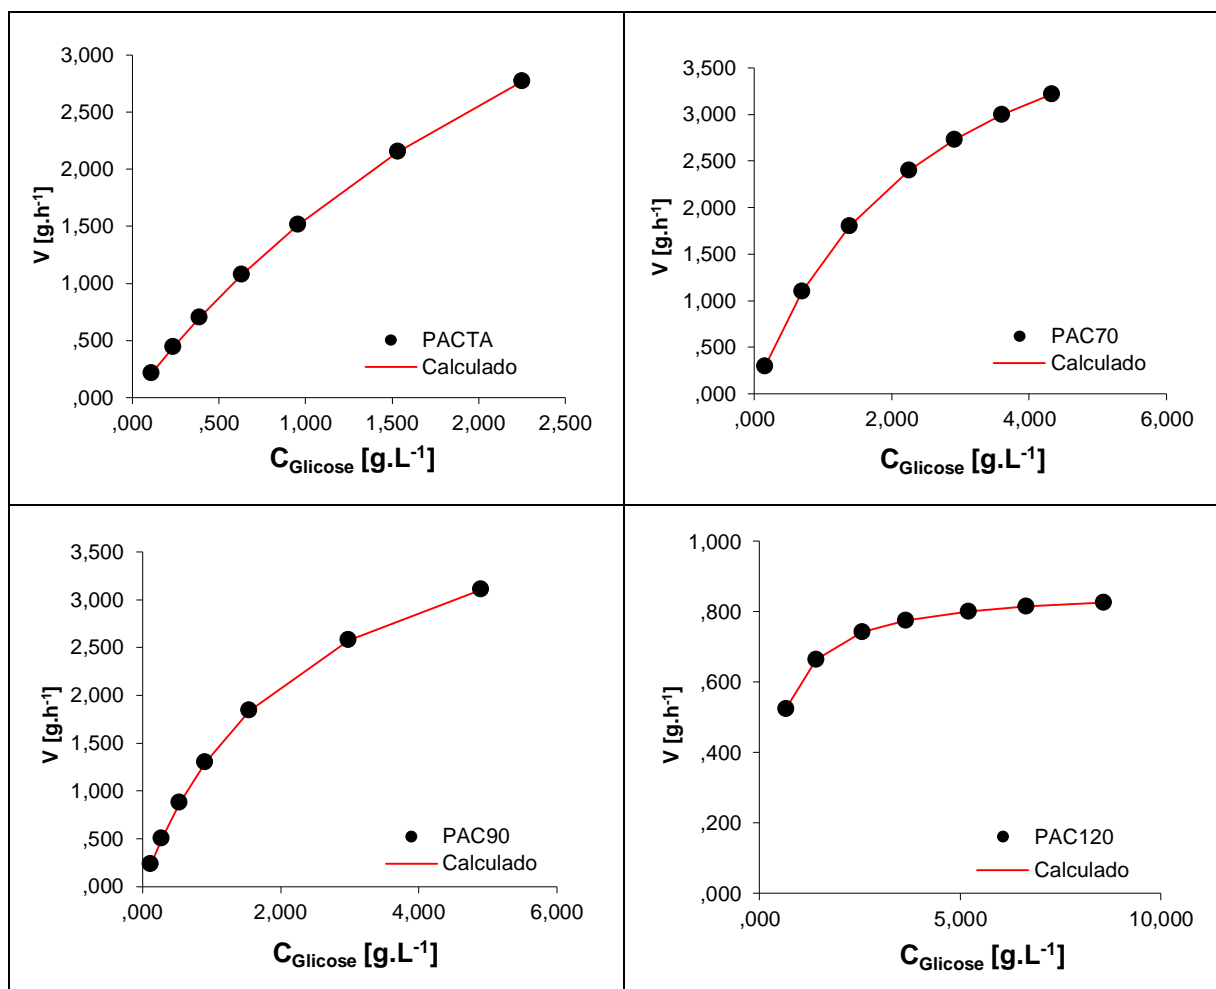 3,000
2,500
2,000
1,500
1,000
,500
,000
V [g.h-1]
PACTA
Calculado
,000 ,500 1,000 1,500 2,000 2,500
CGlicose [g.L-1]
3,500
3,000
2,500
2,000
1,500
1,000
,500
,000
V [g.h-1]
PAC70
Calculado
,000 2,000 4,000 6,000
CGlicose [g.L-1]
3,500
3,000
2,500
2,000
1,500
1,000
,500
,000
V [g.h-1]
PAC90
Calculado
,000 2,000 4,000 6,000
CGlicose [g.L-1]
1,000
,800
,600
,400
,200
,000
V [g.h-1]
PAC120
Calculado
,000 5,000 10,000
CGlicose [g.L-1]